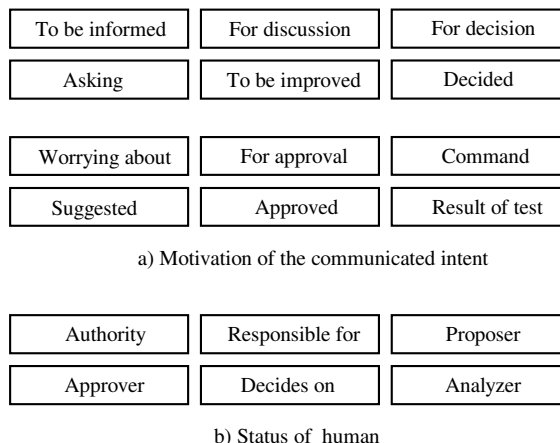 To be informed For discussion For decision
Asking To be improved Decided
Worrying about For approval Command
Suggested Approved Result of test
a) Motivation of the communicated intent
Authority Responsible for Proposer
Approver Decides on Analyzer
b) Status of human